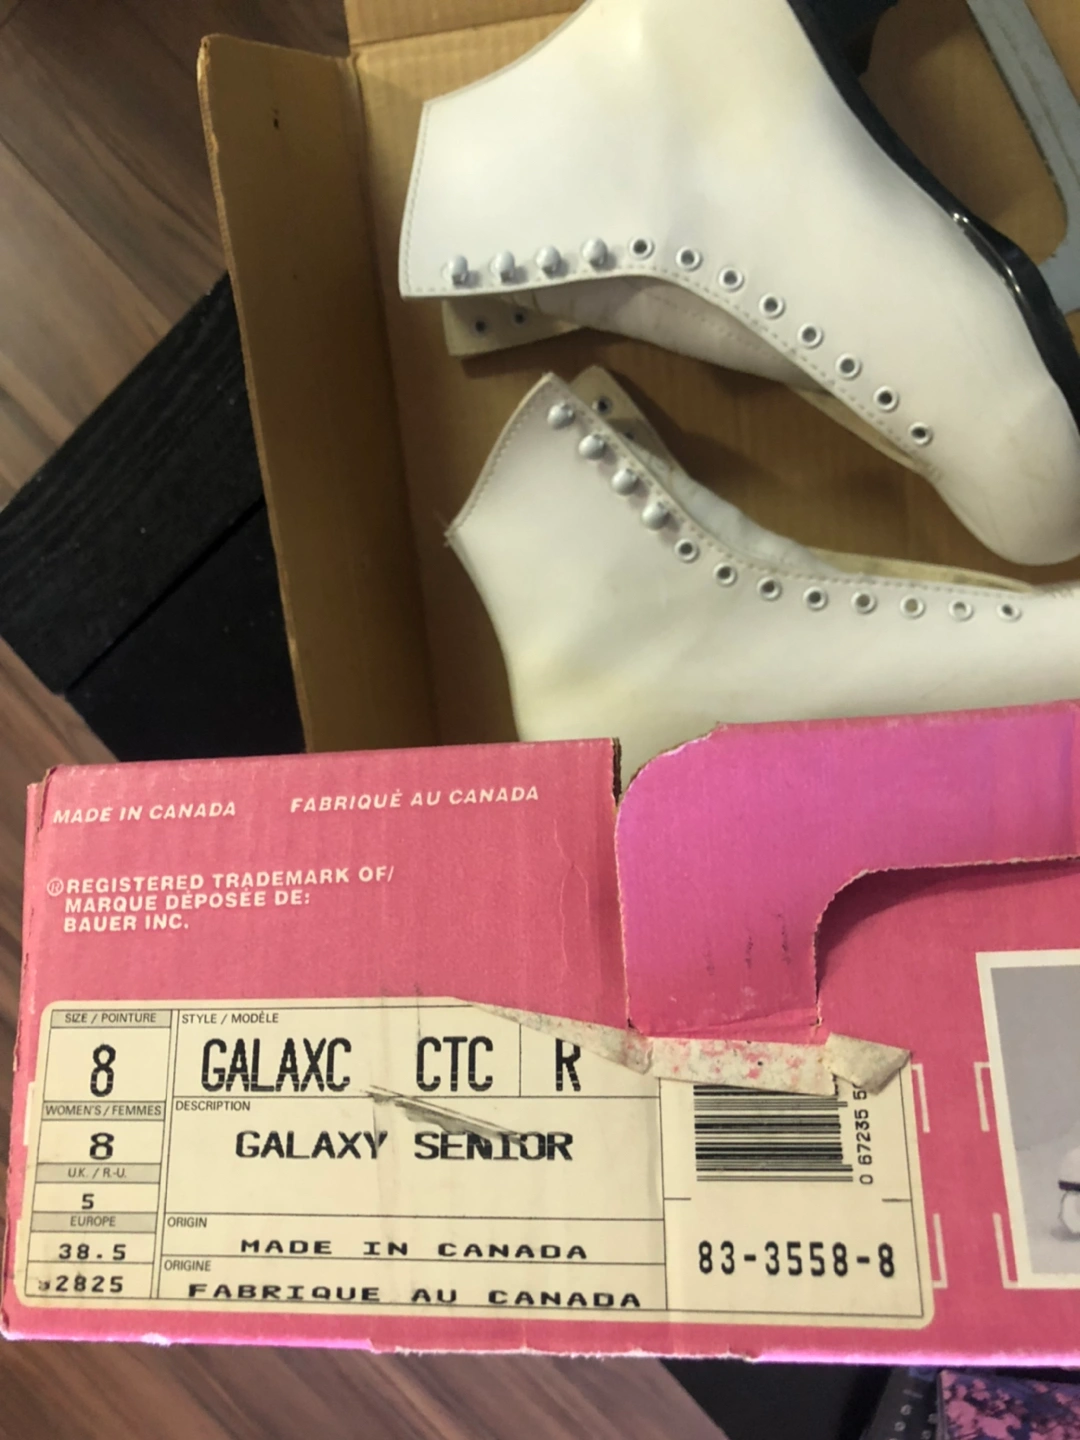 MADE IN CANADA FABRIQUÉ AU CANADA
®REGISTERED TRADEMARK OF/
MARQUE DÉPOSÉE DE:
BAUER INC.
SIZE / POINTURE
8
WOMEN'S / FEMMES
8
U.K. / R.-U.
5
EUROPE
38.5
2825
STYLE / MODÈLE
GALAXC CTC R
DESCRIPTION
GALAXY SENIOR
ORIGIN
MADE IN CANADA
ORIGINE
FABRIQUE AU CANADA
0 67235 5
83-3558-8